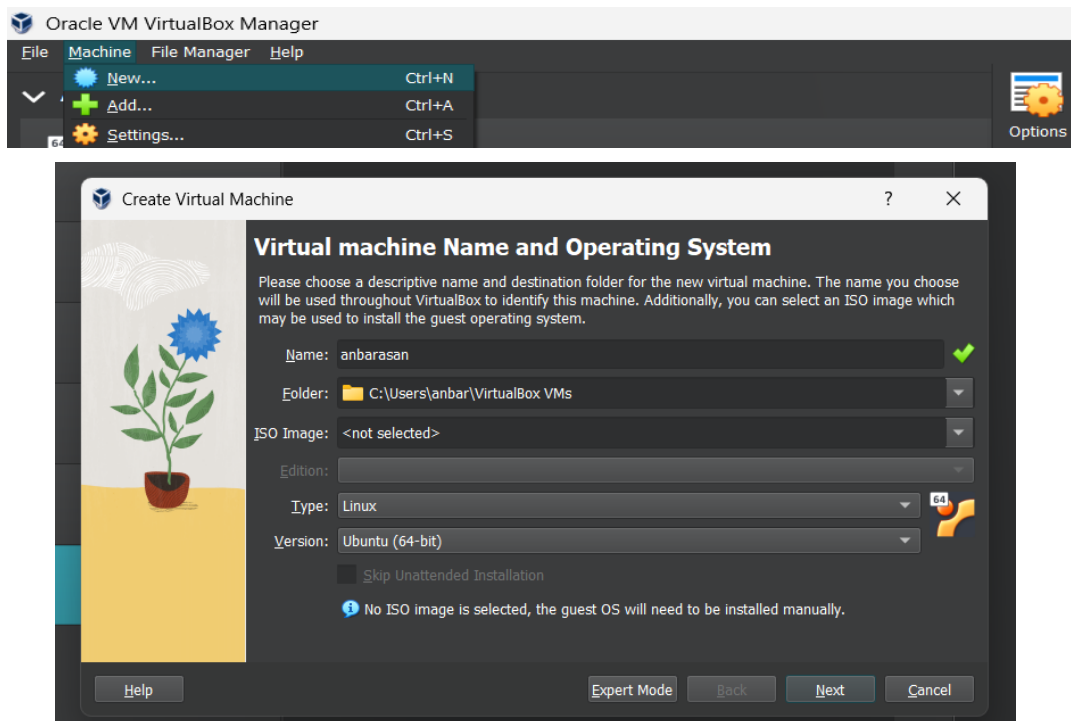 Oracle VM VirtualBox Manager
File Machine File Manager Help
New... Ctrl+N
Add... Ctrl+A
Settings... Ctrl+S
64
Options
Create Virtual Machine ?
Virtual machine Name and Operating System
Please choose a descriptive name and destination folder for the new virtual machine. The name you choose
will be used throughout VirtualBox to identify this machine. Additionally, you can select an ISO image which
may be used to install the guest operating system.
Name: anbarasan
Folder: C:\Users\anbar\VirtualBox VMs
ISO Image: <not selected>
Edition:
Type: Linux
64
Version: Ubuntu (64-bit)
Skip Unattended Installation
No ISO image is selected, the guest OS will need to be installed manually.
Help Expert Mode Back Next Cancel